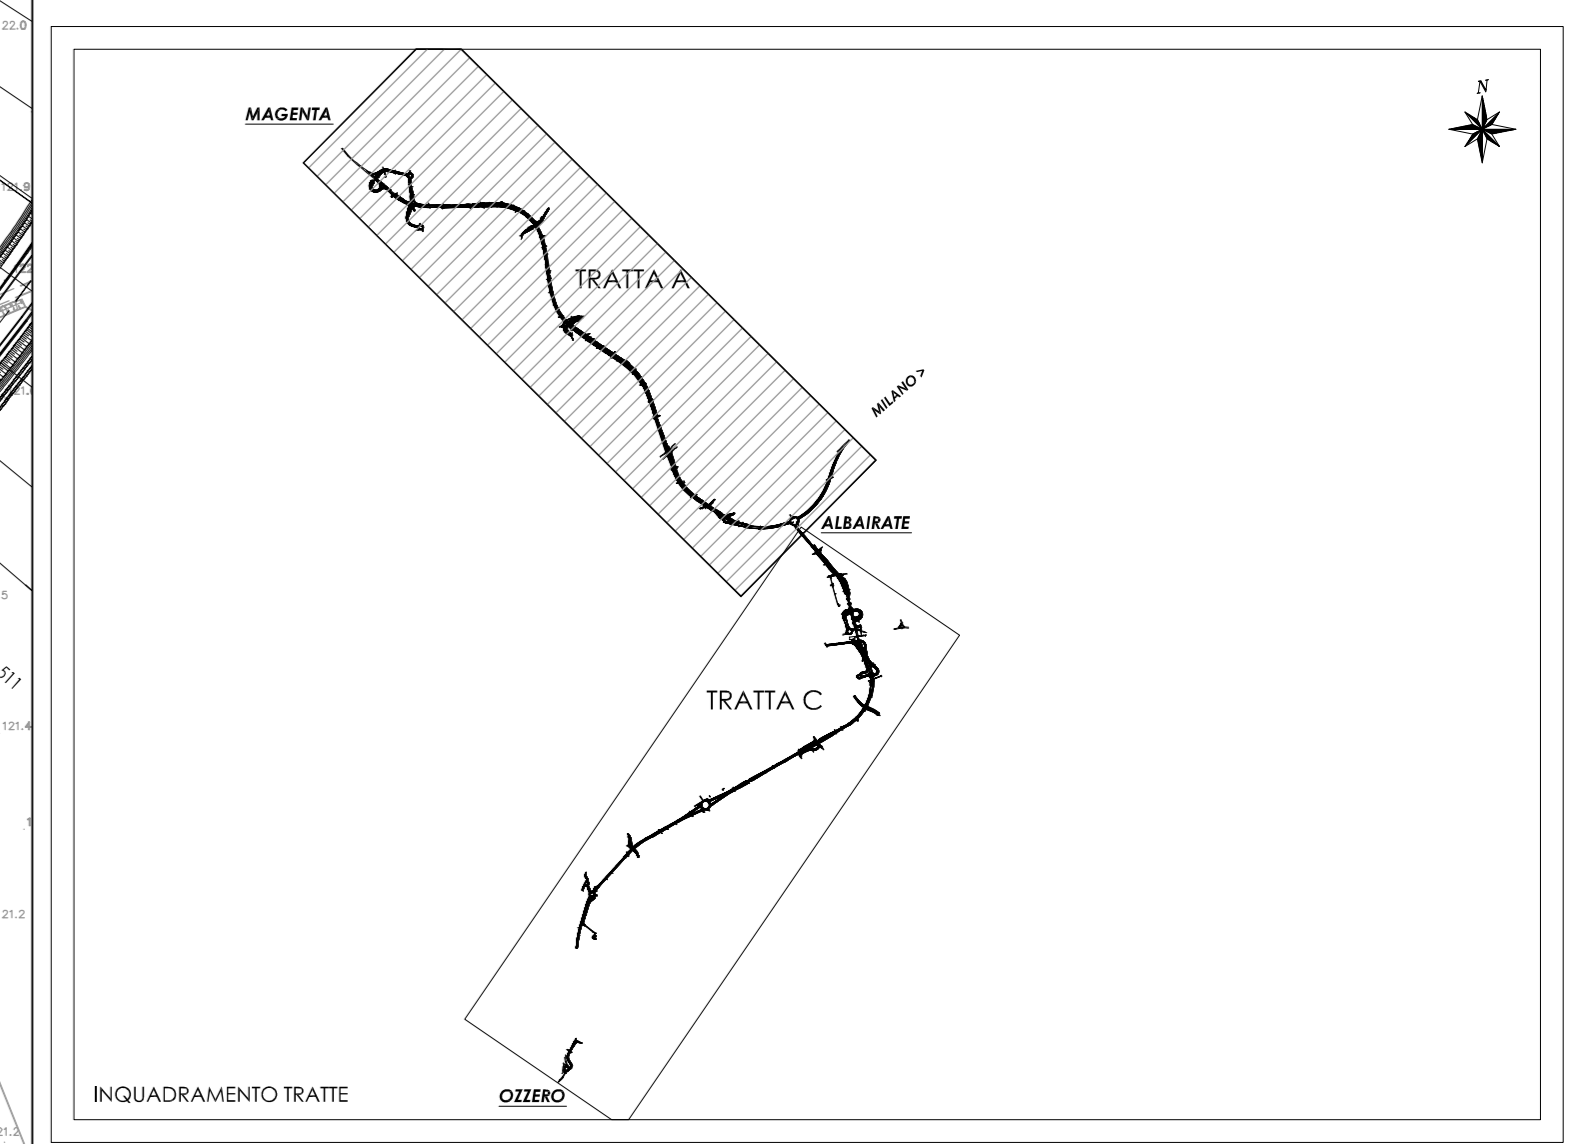 22.0
N
MAGENTA
121.9
TRATTA A
MILANO >
ALBAIRATE
5
511
TRATTA C
121.4
21.2
INQUADRAMENTO TRATTE
OZZERO
21.2